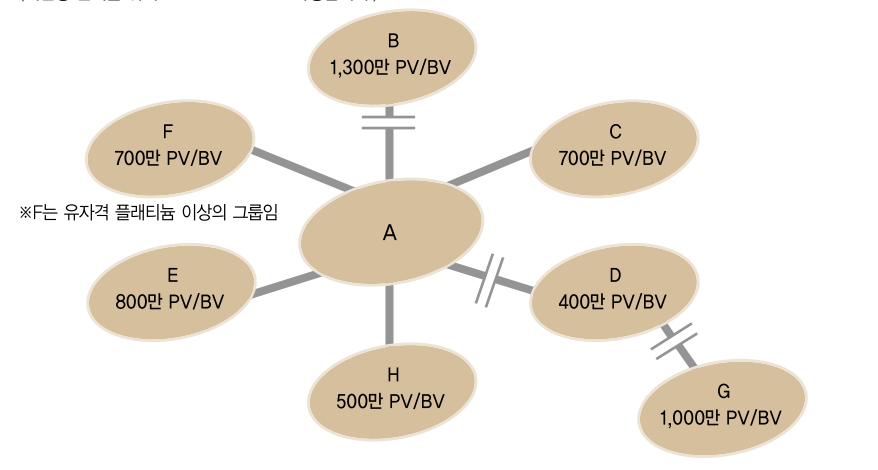 B
1,300만 PV/BV
F
700만 PV/BV
C
700만 PV/BV
※F는 유자격 플래티늄 이상의 그룹임
A
E
800만 PV/BV
D
400만 PV/BV
H
500만 PV/BV
G
1,000만 PV/BV